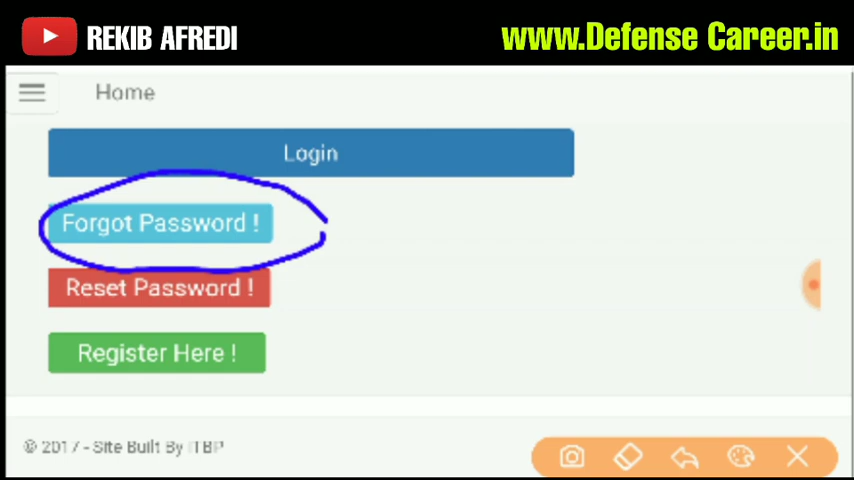 REKIB AFREDI
www.Defense Career.in
Home
Login
Forgot Password !
Reset Password !
Register Here !
© 2017 - Site Built By ITBP